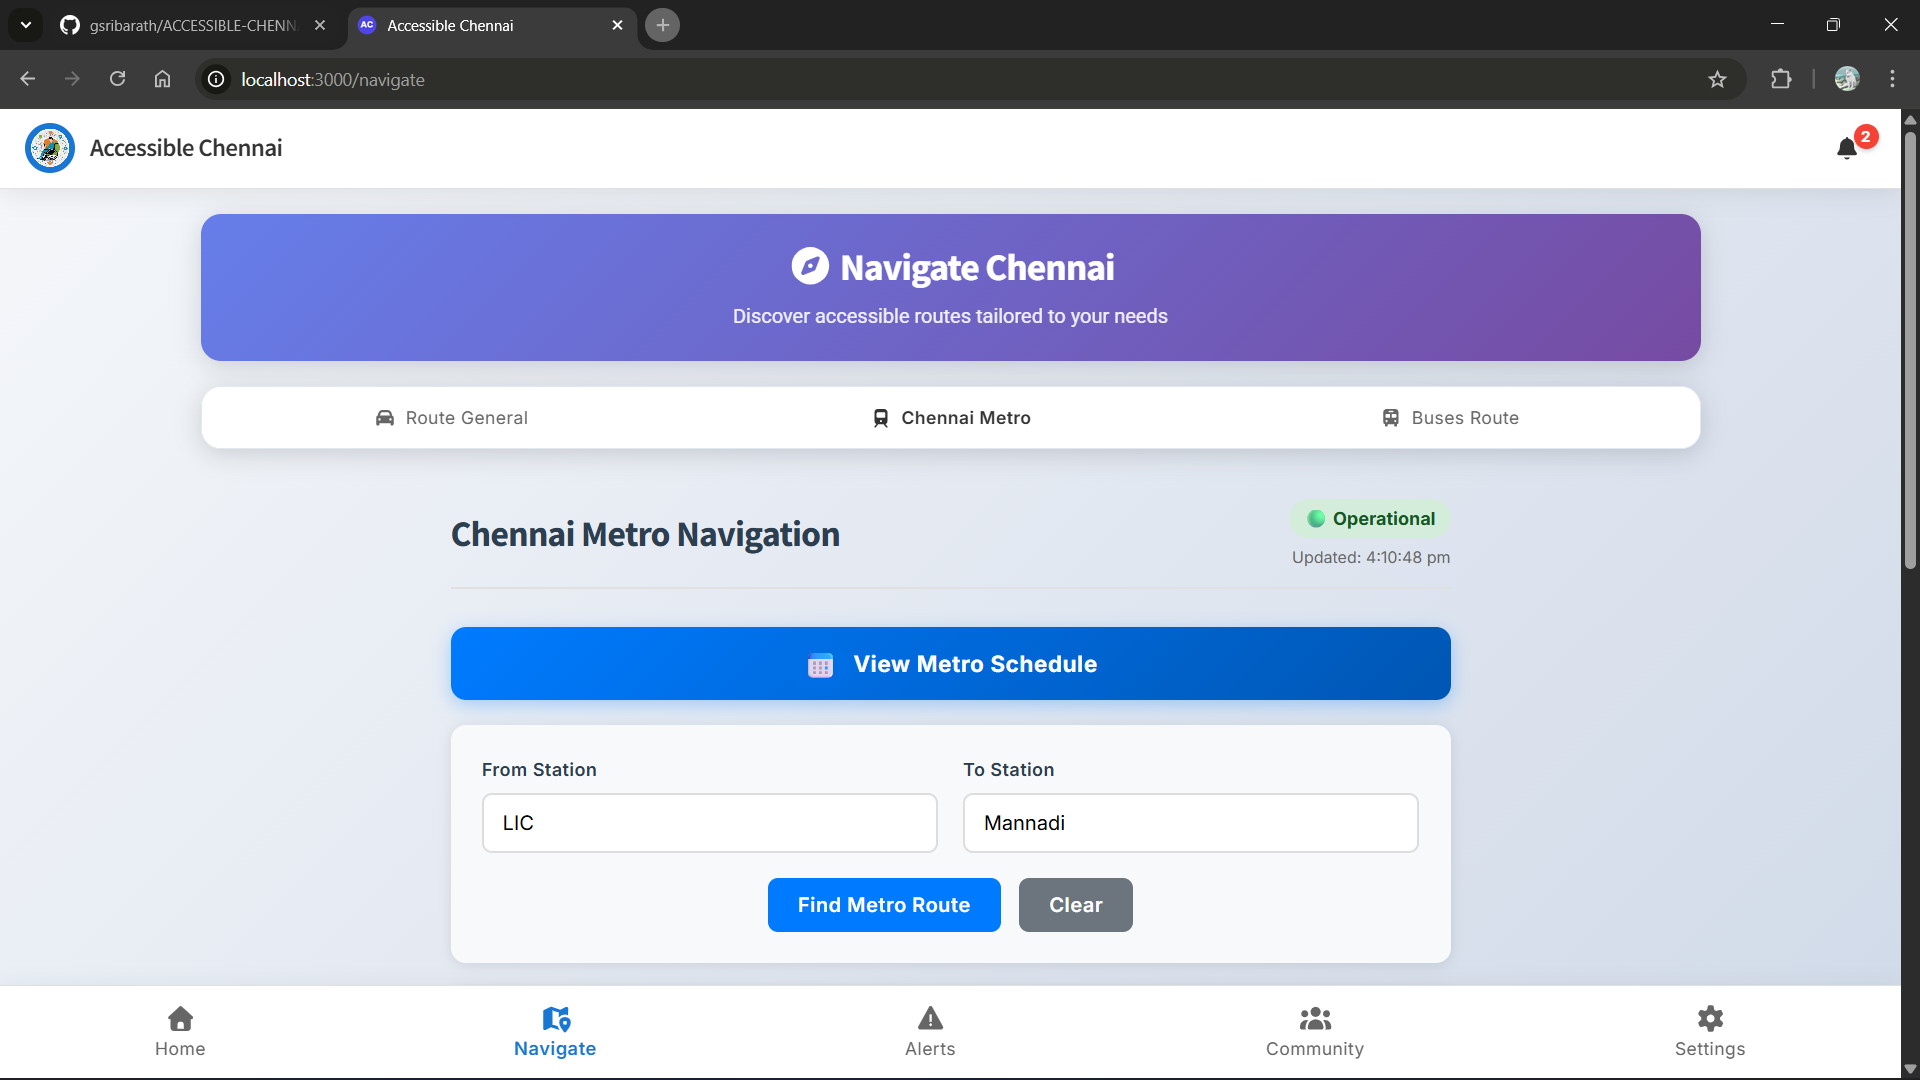 gsribarath/ACCESSIBLE-CHENN
AC
Accessible Chennai
localhost:3000/navigate
Accessible Chennai
2
Navigate Chennai
Discover accessible routes tailored to your needs
Route General
Chennai Metro
Buses Route
Chennai Metro Navigation
Operational
Updated: 4:10:48 pm
View Metro Schedule
From Station
To Station
LIC
Mannadi
Find Metro Route
Clear
Home
Navigate
Alerts
Community
Settings